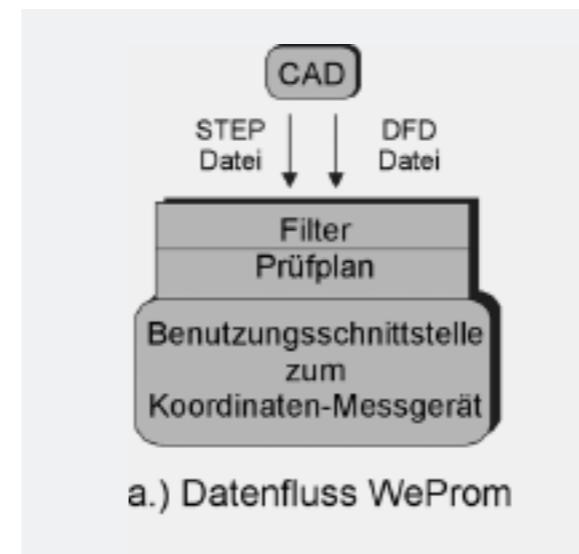 CAD
STEP
Datei
DFD
Datei
Filter
Prüfplan
Benutzungsschnittstelle
zum
Koordinaten-Messgerät
a.) Datenfluss WeProm